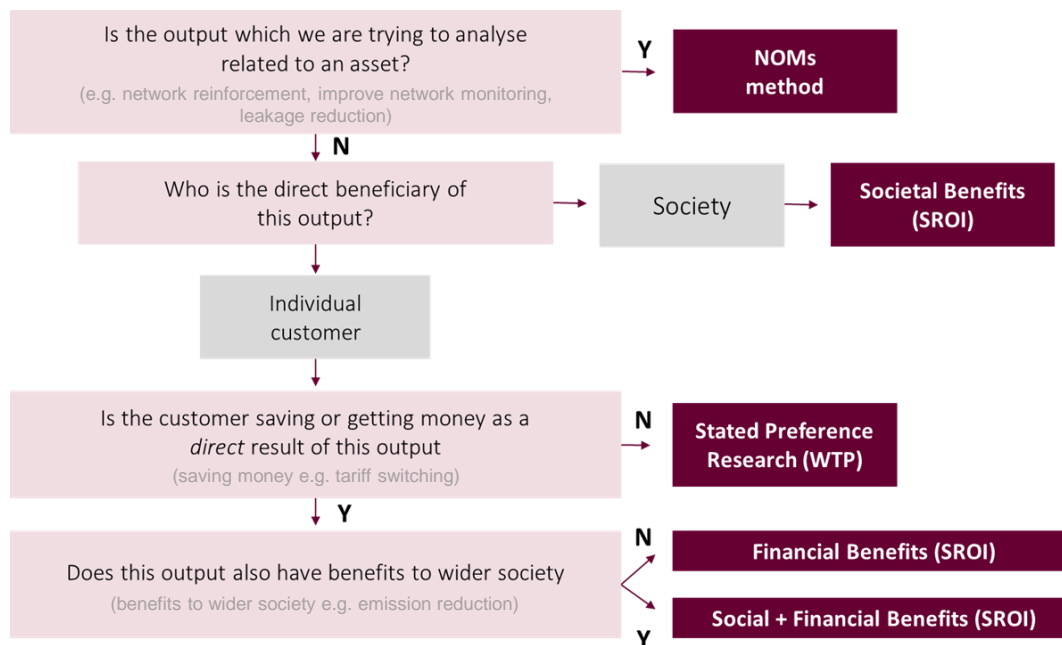 Is the output which we are trying to analyse
related to an asset?
(e.g. network reinforcement, improve network monitoring,
leakage reduction)
Y
NOMs
method
N
Who is the direct beneficiary of
this output?
Society
Societal Benefits
(SROI)
Individual
customer
Is the customer saving or getting money as a
direct result of this output
(saving money e.g. tariff switching)
N
Stated Preference
Research (WTP)
Y
Does this output also have benefits to wider society
(benefits to wider society e.g. emission reduction)
N
Financial Benefits (SROI)
Y
Social + Financial Benefits (SROI)